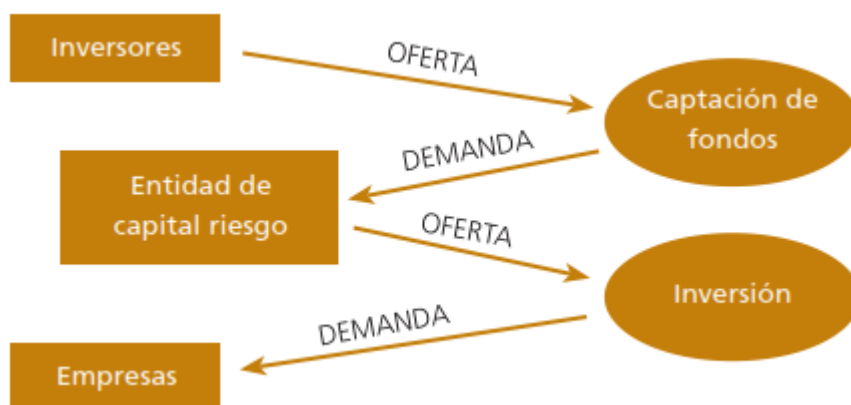 Inversores
OFERTA
Captación de
fondos
DEMANDA
Entidad de
capital riesgo
OFERTA
Inversión
DEMANDA
Empresas